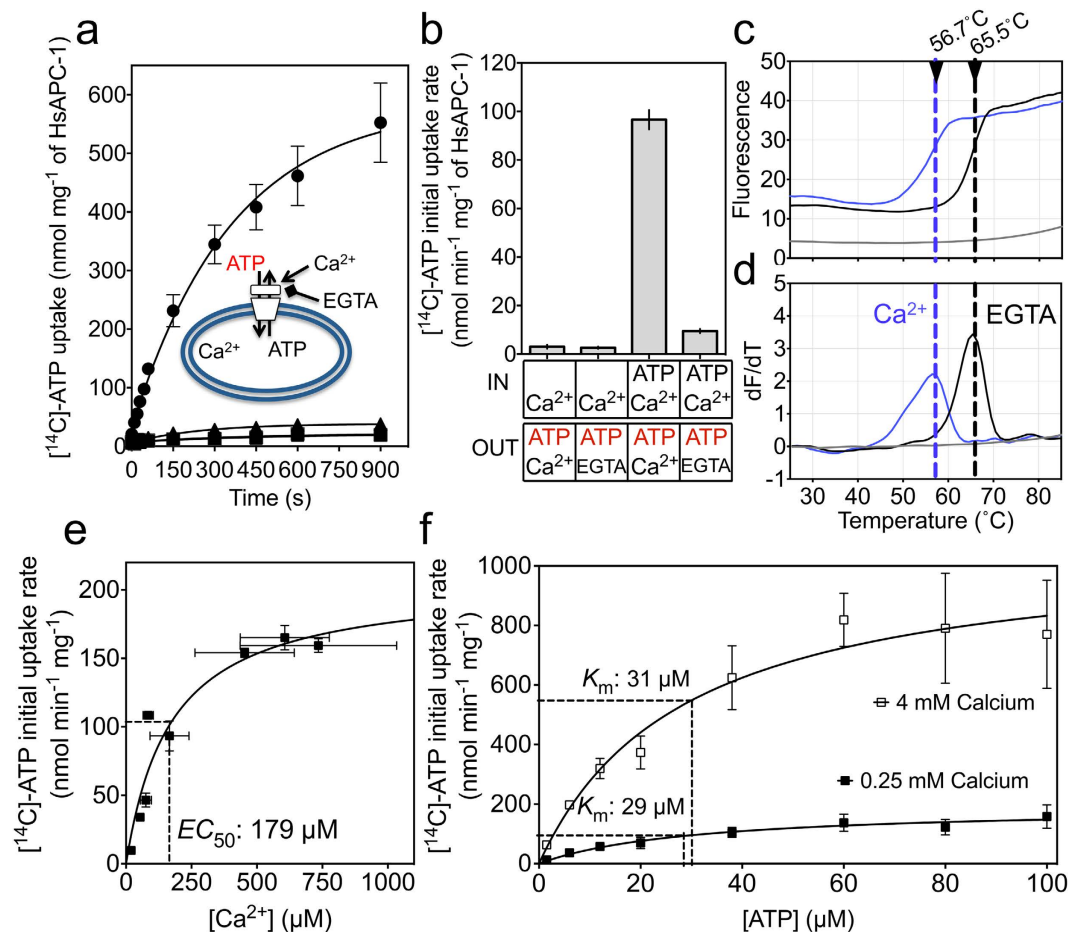 a
[¹⁴C]-ATP uptake (nmol mg⁻¹ of HsAPC-1)
600
500
400
300
200
100
0
ATP
Ca²⁺
EGTA
Ca²⁺
ATP
0
150
300
450
600
750
900
Time (s)
b
[¹⁴C]-ATP initial uptake rate
(nmol min⁻¹ mg⁻¹ of HsAPC-1)
120
100
80
60
40
20
0
IN
Ca²⁺
Ca²⁺
ATP
Ca²⁺
ATP
Ca²⁺
OUT
ATP
Ca²⁺
ATP
EGTA
ATP
Ca²⁺
ATP
EGTA
c
56.7˚C
65.5˚C
Fluorescence
50
40
30
20
10
0
d
dF/dT
5
4
3
2
1
0
-1
Ca²⁺
EGTA
30
40
50
60
70
80
Temperature (˚C)
e
[¹⁴C]-ATP initial uptake rate
(nmol min⁻¹ mg⁻¹)
200
150
100
50
0
EC₅₀: 179 µM
0
250
500
750
1000
[Ca²⁺] (µM)
f
[¹⁴C]-ATP initial uptake rate
(nmol min⁻¹ mg⁻¹)
1000
800
600
400
200
0
Kₘ: 31 µM
4 mM Calcium
Kₘ: 29 µM
0.25 mM Calcium
0
20
40
60
80
100
[ATP] (µM)